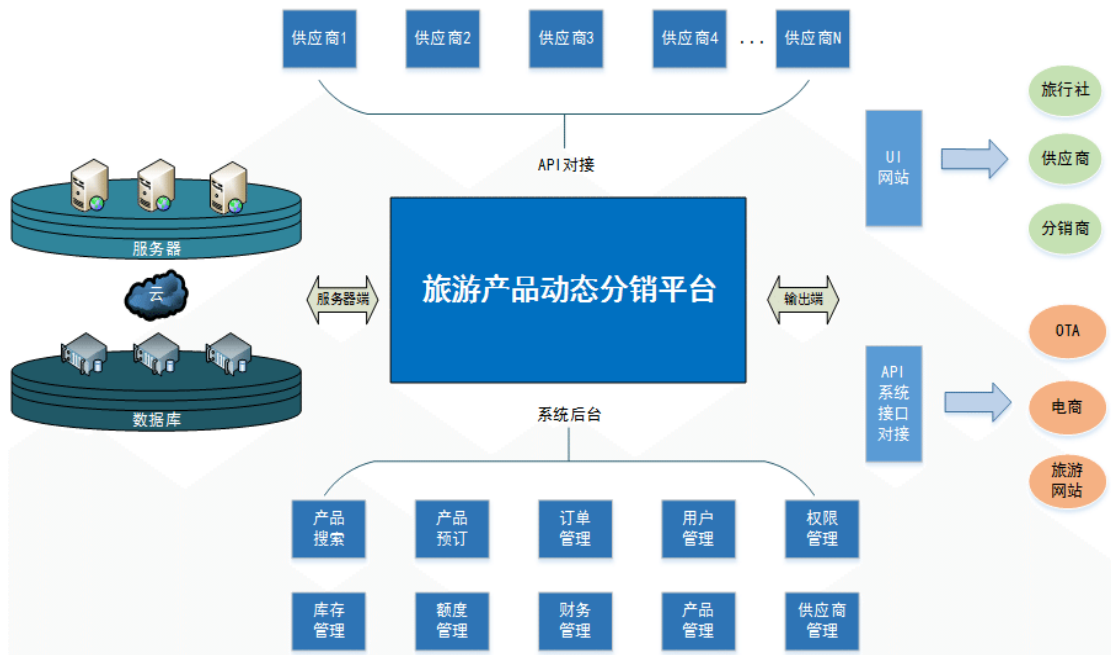 供应商1
供应商2
供应商3
供应商4
...
供应商N
API对接
服务器
云
数据库
服务器端
旅游产品动态分销平台
输出端
UI
网站
旅行社
供应商
分销商
API
系统
接口
对接
OTA
电商
旅游
网站
系统后台
产品
搜索
产品
预订
订单
管理
用户
管理
权限
管理
库存
管理
额度
管理
财务
管理
产品
管理
供应商
管理